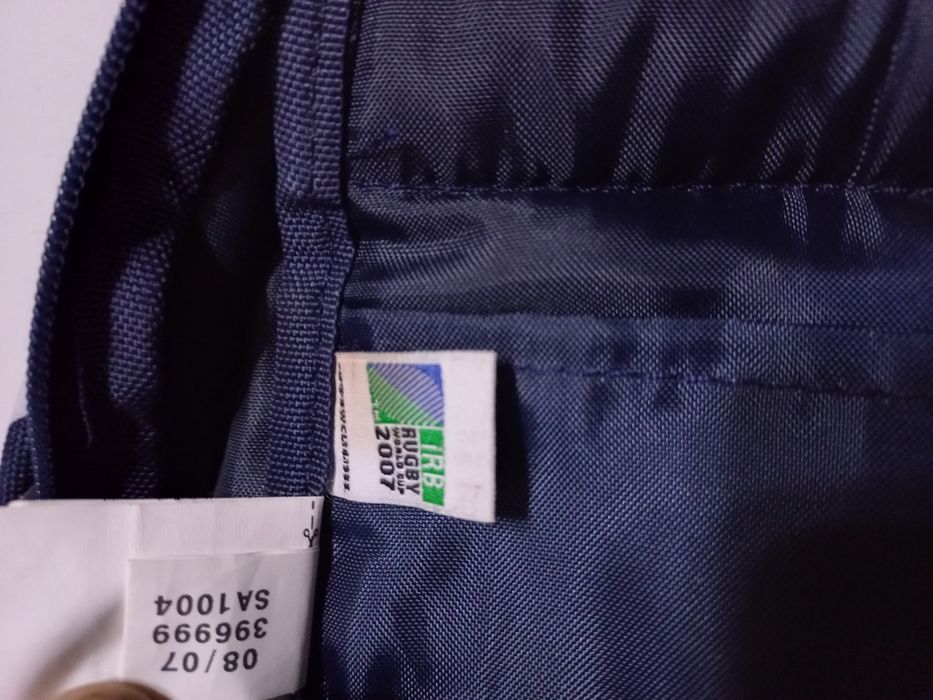 IRB
RUGBY
WORLD CUP
2007
08/07
396999
SA1004